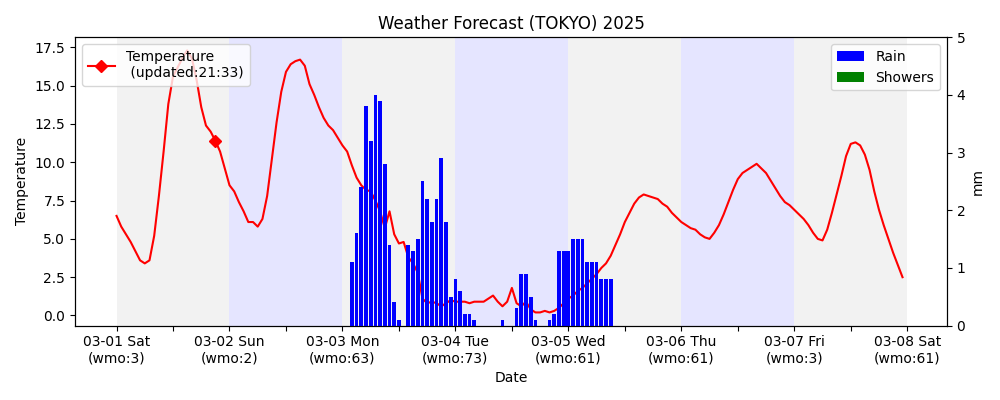 Weather Forecast (TOKYO) 2025
Temperature
(updated:21:33)
Rain
Showers
Temperature
17.5
15.0
12.5
10.0
7.5
5.0
2.5
0.0
5
4
3
2
1
0
mm
03-01 Sat
(wmo:3)
03-02 Sun
(wmo:2)
03-03 Mon
(wmo:63)
03-04 Tue
(wmo:73)
03-05 Wed
(wmo:61)
03-06 Thu
(wmo:61)
03-07 Fri
(wmo:3)
03-08 Sat
(wmo:61)
Date